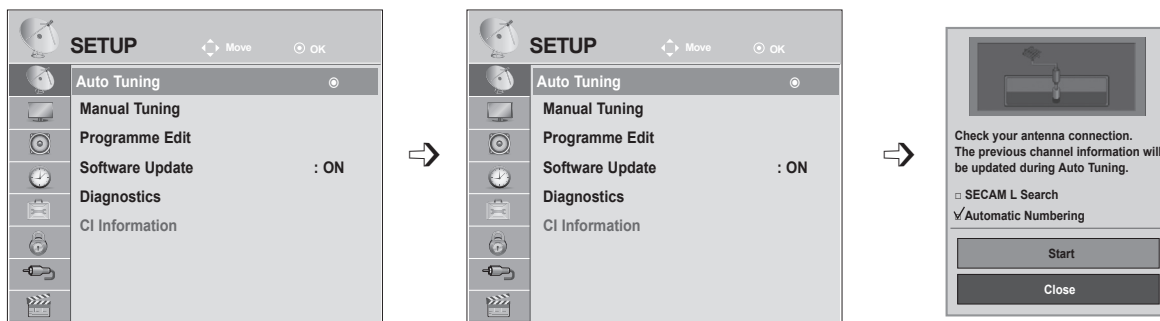 SETUP Move OK
Auto Tuning
Manual Tuning
Programme Edit
Software Update : ON
Diagnostics
CI Information
SETUP Move OK
Auto Tuning
Manual Tuning
Programme Edit
Software Update : ON
Diagnostics
CI Information
Check your antenna connection.
The previous channel information will
be updated during Auto Tuning.
SECAM L Search
Automatic Numbering
Start
Close